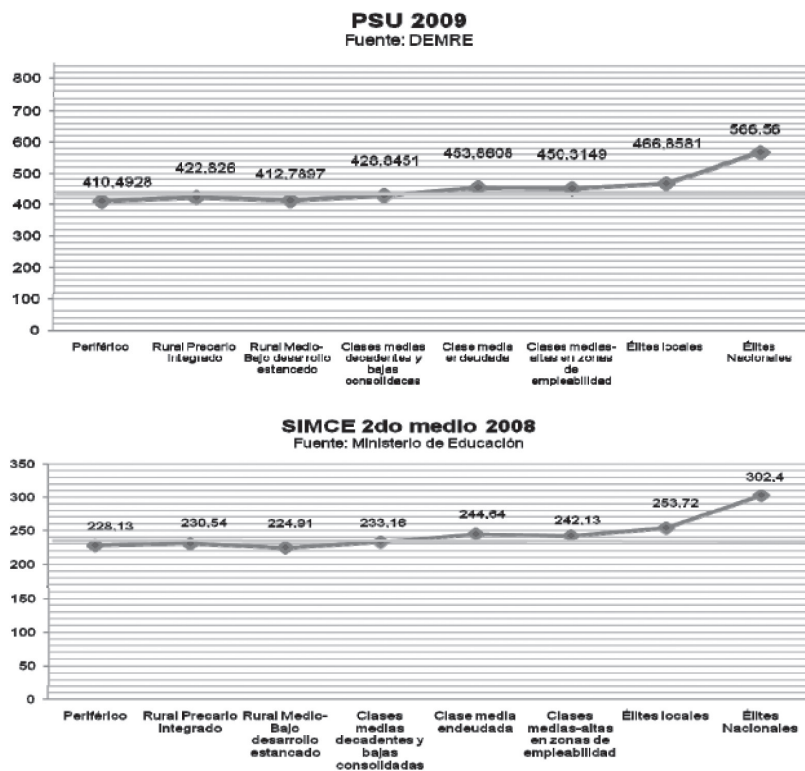 PSU 2009
Fuente: DEMRE
800
700
600
500
400
300
200
100
0
410,4928
422,826
412,7897
428,8451
453,8608
450,3149
466,8581
566,56
Periférico
Rural Precario
Integrado
Rural Medio-
Bajo desarrollo
estancado
Clases medias
decadentes y
bajas
consolidadas
Clase media
endeudada
Clases medias-
altas en zonas
de
empleabilidad
Élites locales
Élites
Nacionales
SIMCE 2do medio 2008
Fuente: Ministerio de Educación
350
300
250
200
150
100
50
0
228,13
230,54
224,91
233,16
244,64
242,13
253,72
302,4
Periférico
Rural Precario
Integrado
Rural Medio-
Bajo
desarrollo
estancado
Clases
medias
decadentes y
bajas
consolidadas
Clase media
endeudada
Clases
medias-altas
en zonas de
empleabilidad
Élites locales
Élites
Nacionales